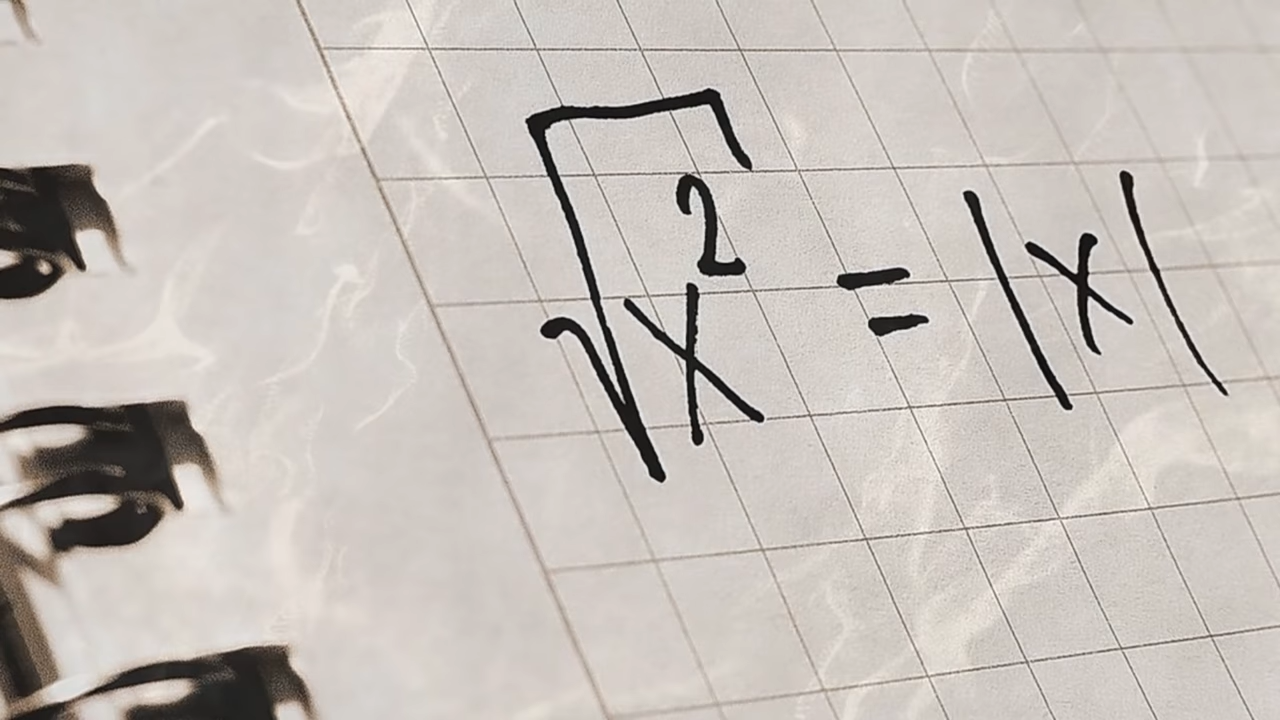 √x² = |x|